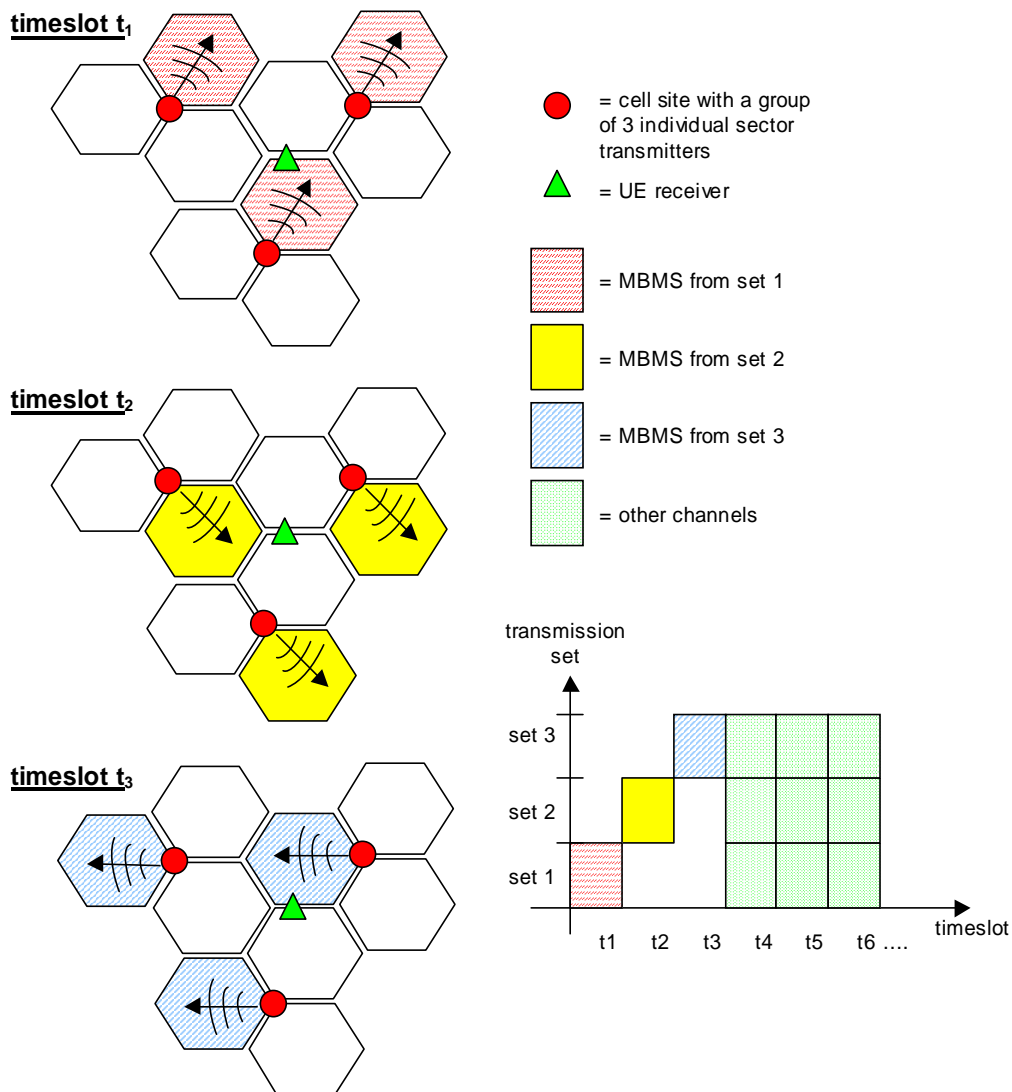 timeslot t1
= cell site with a group
of 3 individual sector
transmitters
= UE receiver
= MBMS from set 1
= MBMS from set 2
= MBMS from set 3
= other channels
timeslot t2
timeslot t3
transmission
set
set 3
set 2
set 1
timeslot
t1 t2 t3 t4 t5 t6 ....